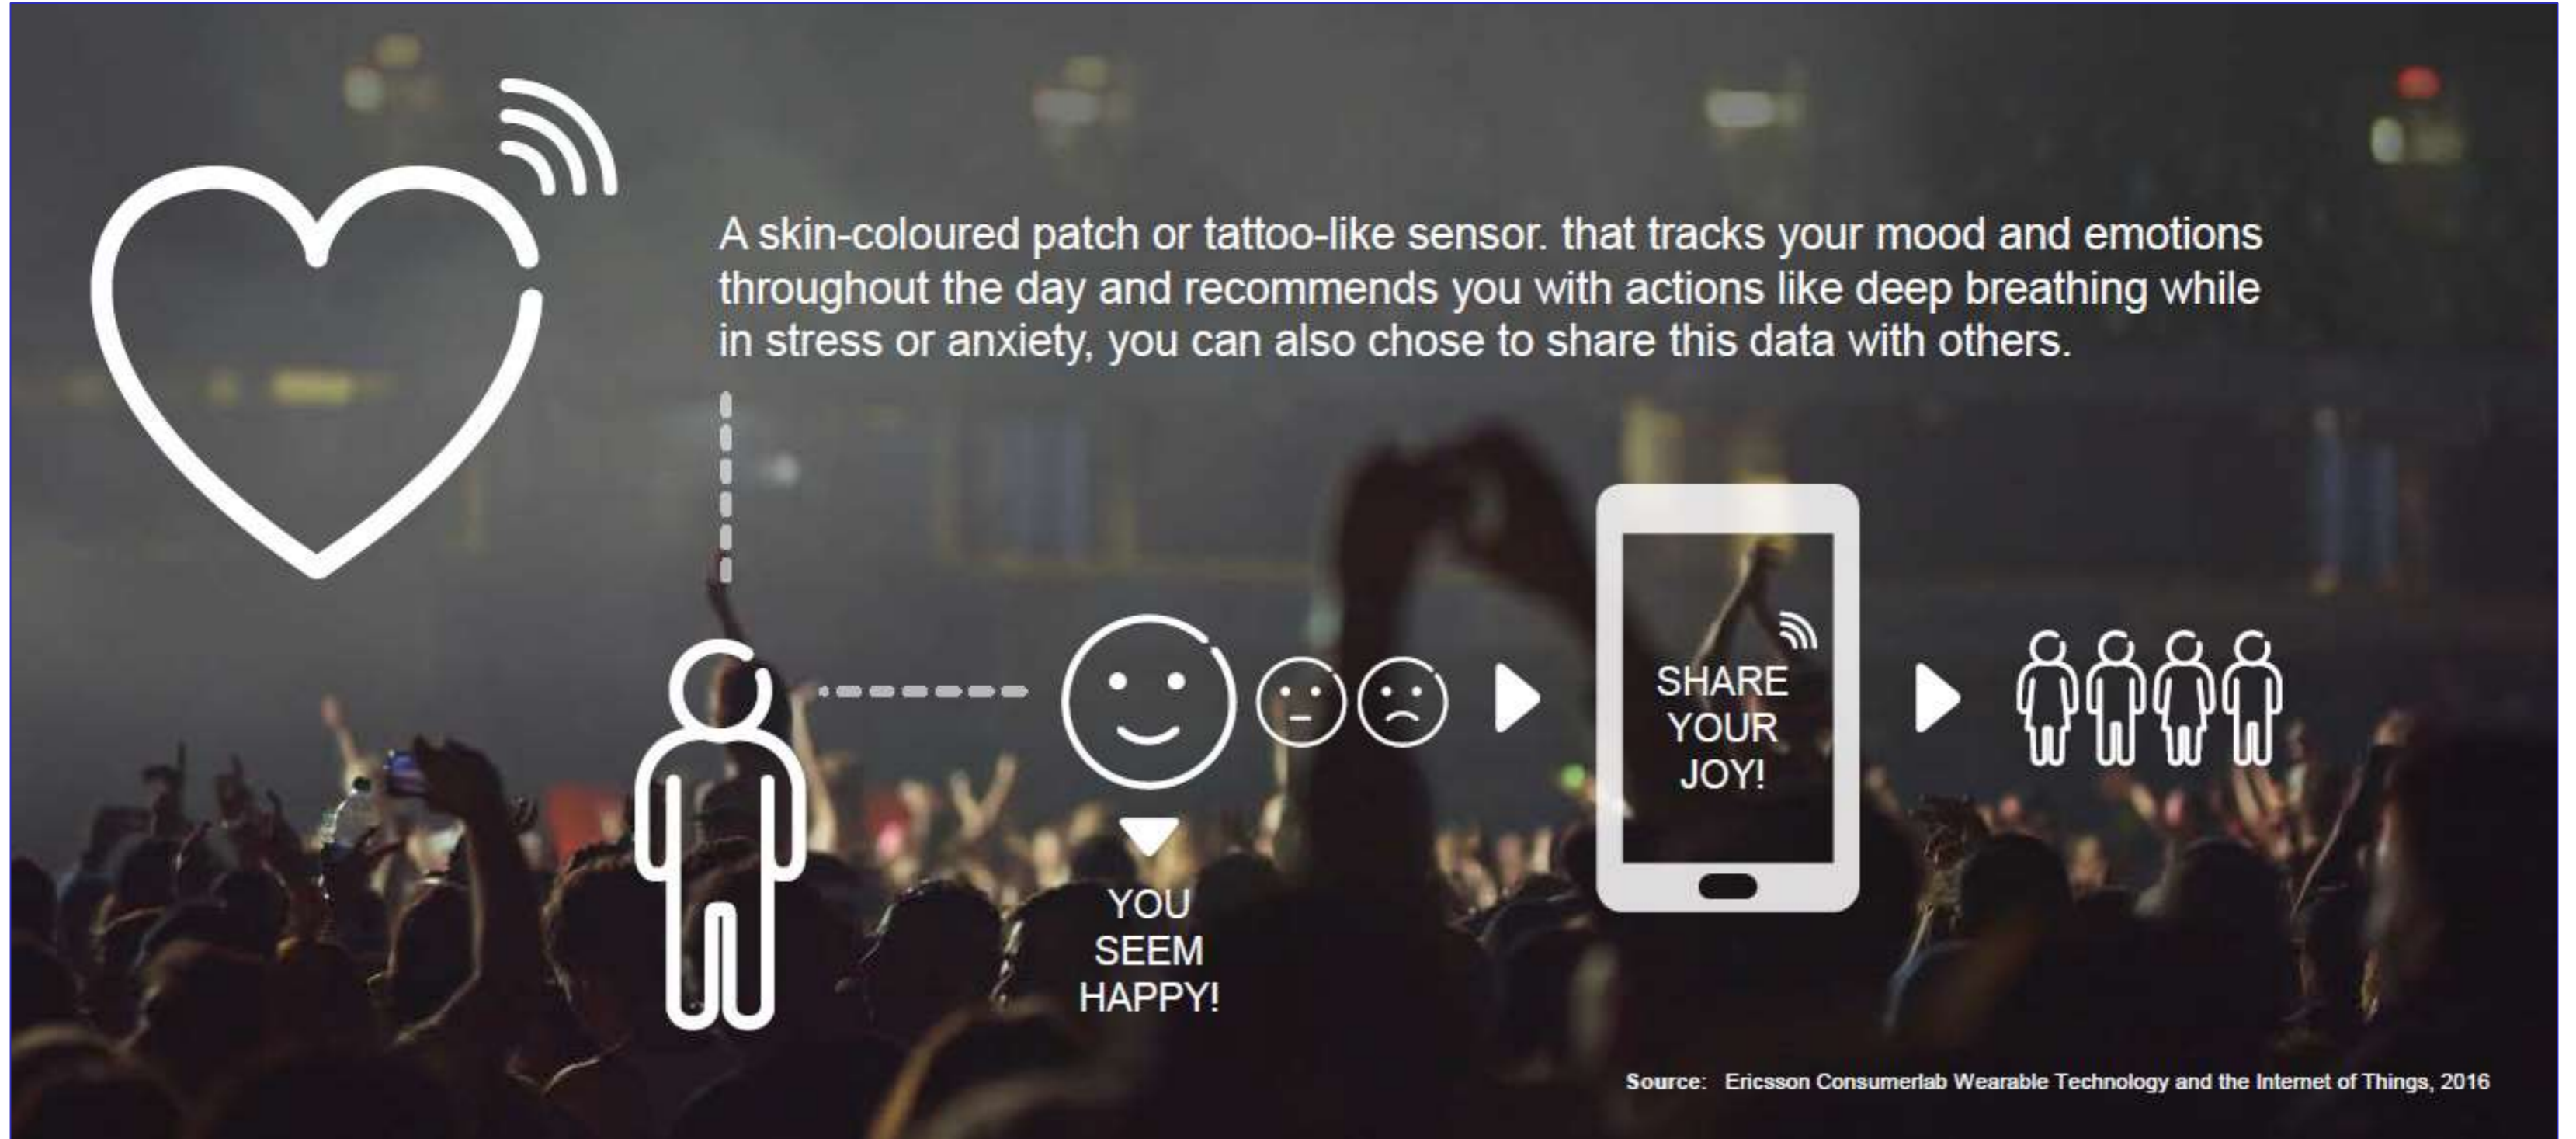 A skin-coloured patch or tattoo-like sensor. that tracks your mood and emotions
throughout the day and recommends you with actions like deep breathing while
in stress or anxiety, you can also chose to share this data with others.
SHARE
YOUR
JOY!
YOU
SEEM
HAPPY!
Source: Ericsson Consumerlab Wearable Technology and the Internet of Things, 2016